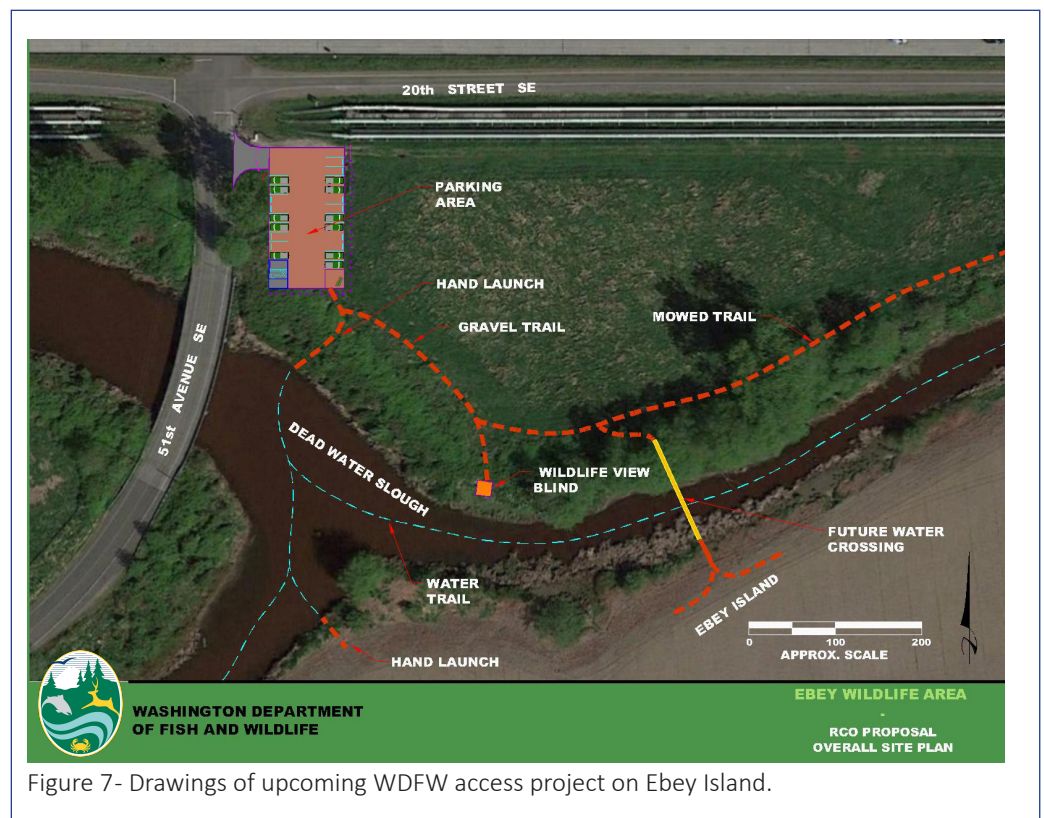 20th STREET SE
PARKING
AREA
HAND LAUNCH
GRAVEL TRAIL
MOWED TRAIL
51st AVENUE SE
DEAD WATER SLOUGH
WILDLIFE VIEW
BLIND
FUTURE WATER
CROSSING
WATER
TRAIL
EBEY ISLAND
HAND LAUNCH
0 100 200
APPROX. SCALE
WASHINGTON DEPARTMENT
OF FISH AND WILDLIFE
EBEY WILDLIFE AREA
-
RCO PROPOSAL
OVERALL SITE PLAN
Figure 7- Drawings of upcoming WDFW access project on Ebey Island.